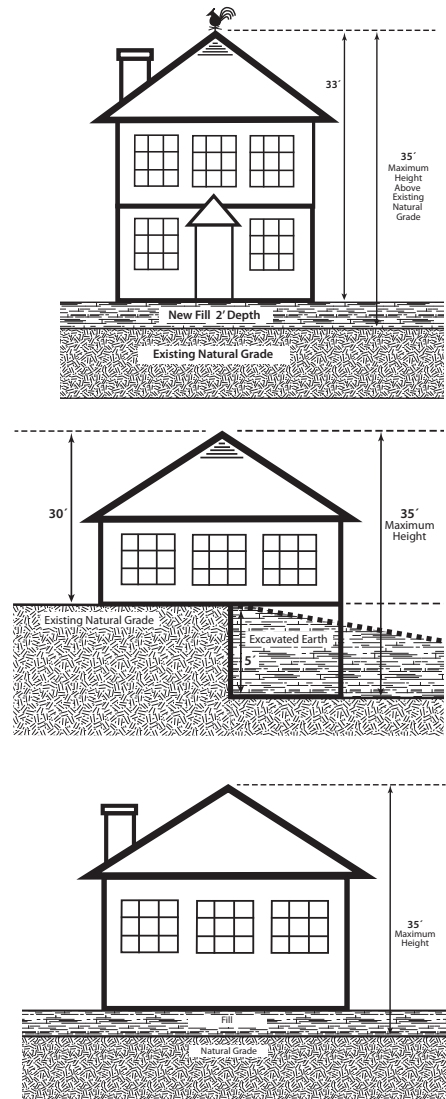 33´
35´
Maximum
Height
Above
Existing
Natural
Grade
New Fill 2’ Depth
Existing Natural Grade
30´
35´
Maximum
Height
Existing Natural Grade
Excavated Earth
5´
35´
Maximum
Height
Fill
Natural Grade